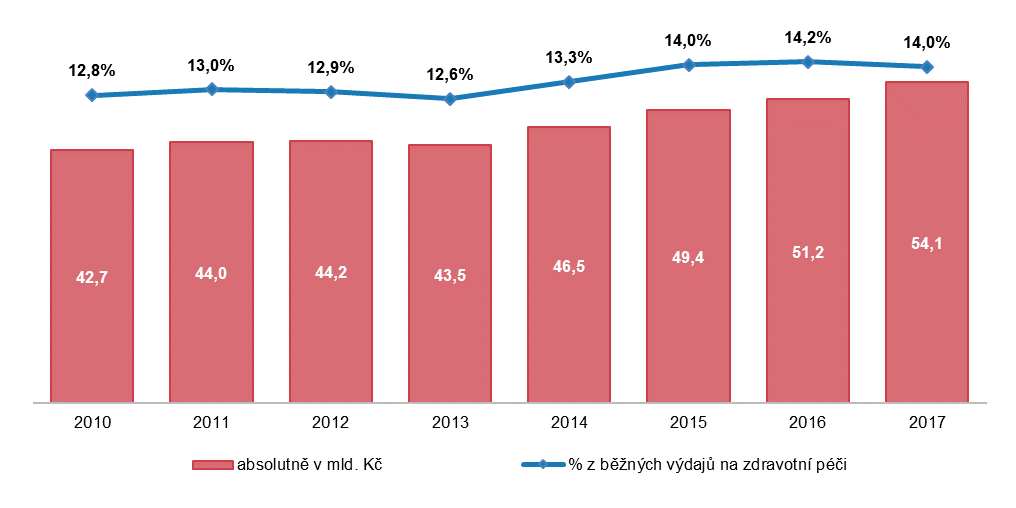 12,8% 13,0% 12,9% 12,6% 13,3% 14,0% 14,2% 14,0%
42,7 44,0 44,2 43,5 46,5 49,4 51,2 54,1
2010 2011 2012 2013 2014 2015 2016 2017
absolutně v mld. Kč % z běžných výdajů na zdravotní péči